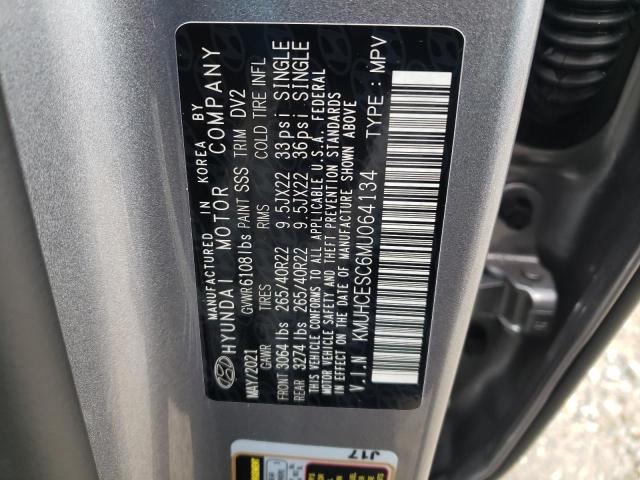 MANUFACTURED IN KOREA BY
HYUNDAI MOTOR COMPANY
MAY/2021 GVWR 6108 lbs PAINT SSS TRIM DV2
GAWR TIRES RIMS COLD TIRE INFL
FRONT 3064 lbs 265/40R22 9.5JX22 33psi SINGLE
REAR 3274 lbs 265/40R22 9.5JX22 36psi SINGLE
THIS VEHICLE CONFORMS TO ALL APPLICABLE U.S.A. FEDERAL
MOTOR VEHICLE SAFETY AND THEFT PREVENTION STANDARDS
IN EFFECT ON THE DATE OF MANUFACTURE SHOWN ABOVE
V.I.N KMUHCESC6MU064134 TYPE : MPV
J17